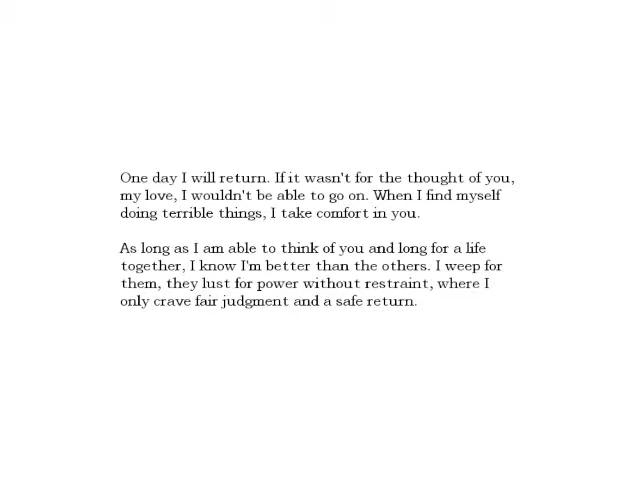 One day I will return. If it wasn't for the thought of you,
my love, I wouldn't be able to go on. When I find myself
doing terrible things, I take comfort in you.
As long as I am able to think of you and long for a life
together, I know I'm better than the others. I weep for
them, they lust for power without restraint, where I
only crave fair judgment and a safe return.